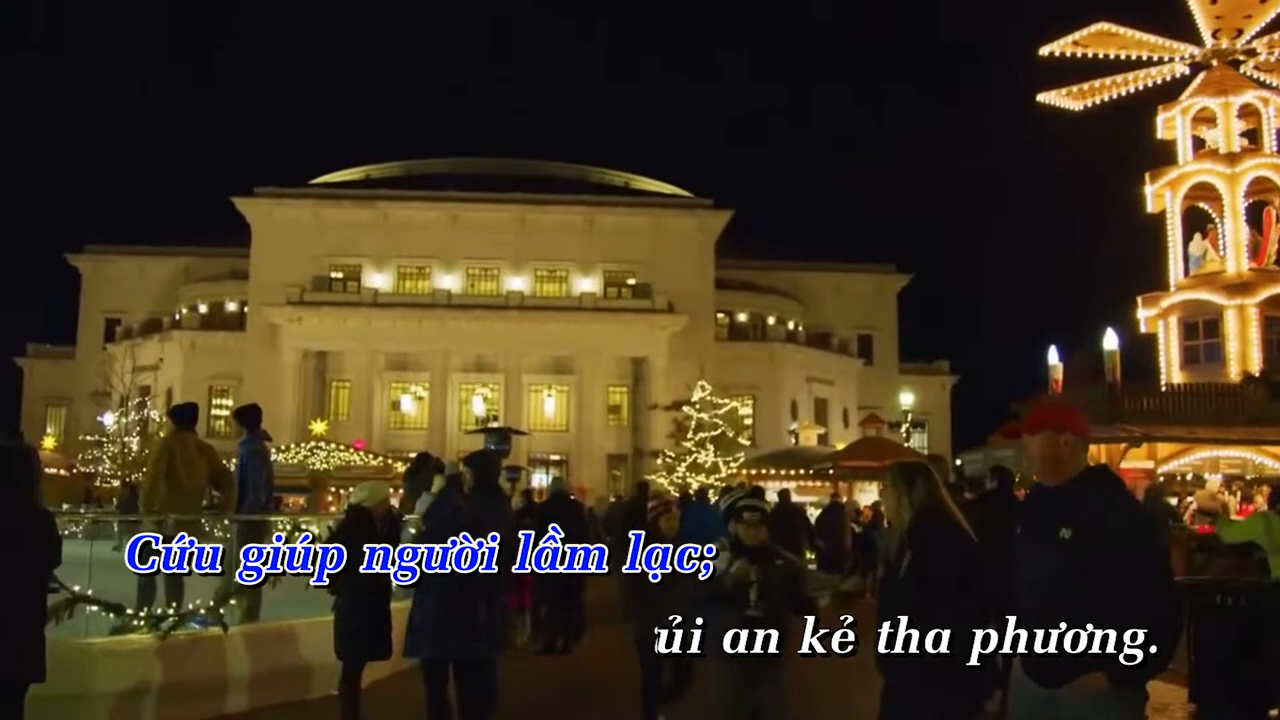 Cứu giúp người lầm lạc;
ủi an kẻ tha phương.